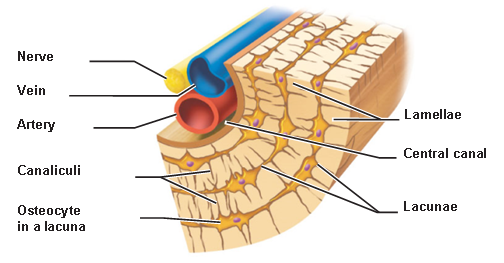 Nerve
Vein
Artery
Canaliculi
Osteocyte
in a lacuna
Lamellae
Central canal
Lacunae